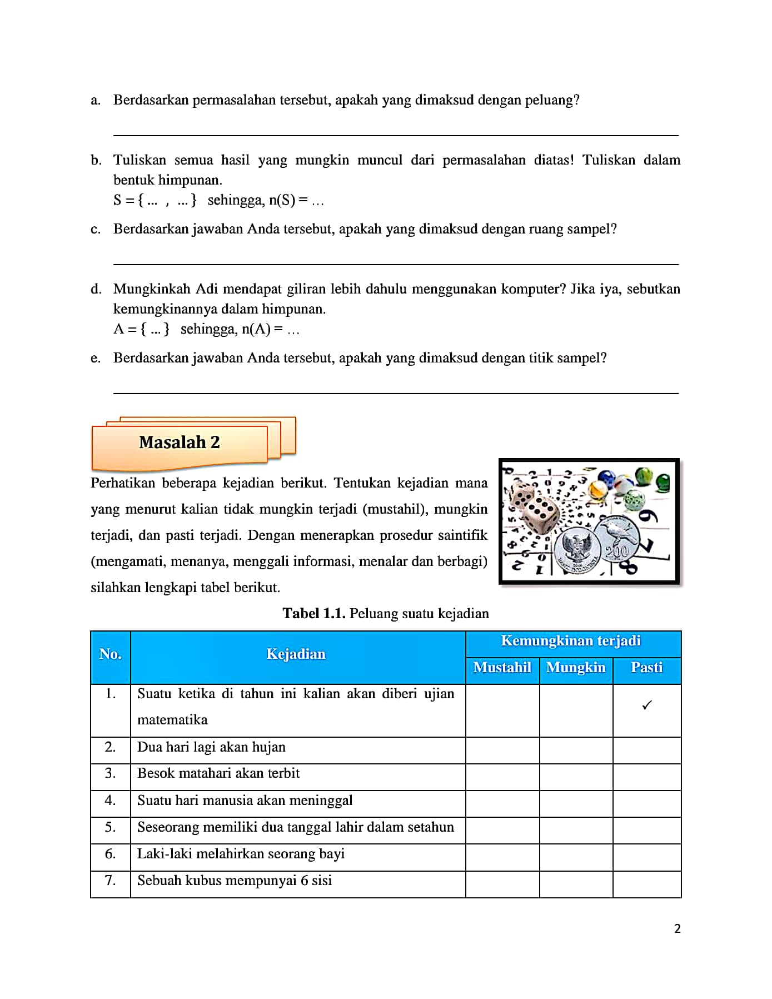 a. Berdasarkan permasalahan tersebut, apakah yang dimaksud dengan peluang?
b. Tuliskan semua hasil yang mungkin muncul dari permasalahan diatas! Tuliskan dalam
bentuk himpunan.
S = { ... , ... } sehingga, n(S) = …
c. Berdasarkan jawaban Anda tersebut, apakah yang dimaksud dengan ruang sampel?
d. Mungkinkah Adi mendapat giliran lebih dahulu menggunakan komputer? Jika iya, sebutkan
kemungkinannya dalam himpunan.
A = { ... } sehingga, n(A) = …
e. Berdasarkan jawaban Anda tersebut, apakah yang dimaksud dengan titik sampel?
Masalah 2
Perhatikan beberapa kejadian berikut. Tentukan kejadian mana
yang menurut kalian tidak mungkin terjadi (mustahil), mungkin
terjadi, dan pasti terjadi. Dengan menerapkan prosedur saintifik
(mengamati, menanya, menggali informasi, menalar dan berbagi)
silahkan lengkapi tabel berikut.
200
Tabel 1.1. Peluang suatu kejadian
No. Kejadian Kemungkinan terjadi
Mustahil Mungkin Pasti
1. Suatu ketika di tahun ini kalian akan diberi ujian
matematika ✓
2. Dua hari lagi akan hujan
3. Besok matahari akan terbit
4. Suatu hari manusia akan meninggal
5. Seseorang memiliki dua tanggal lahir dalam setahun
6. Laki-laki melahirkan seorang bayi
7. Sebuah kubus mempunyai 6 sisi
2